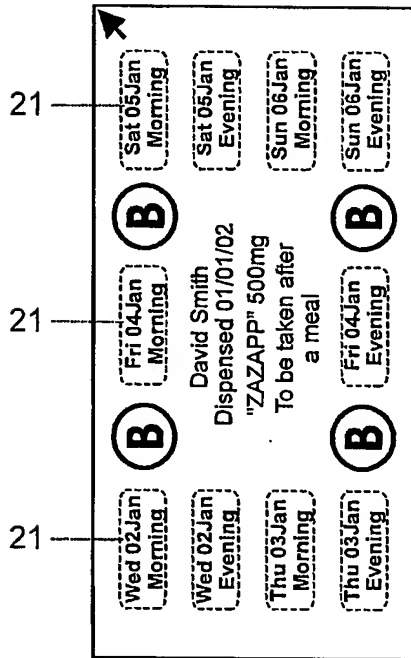 21
21
21
Wed 02Jan
Morning
Wed 02Jan
Evening
Thu 03Jan
Morning
Thu 03Jan
Evening
B
B
Fri 04Jan
Morning
David Smith
Dispensed 01/01/02
"ZAZAPP" 500mg
To be taken after
a meal
Fri 04Jan
Evening
B
B
Sat 05Jan
Morning
Sat 05Jan
Evening
Sun 06Jan
Morning
Sun 06Jan
Evening